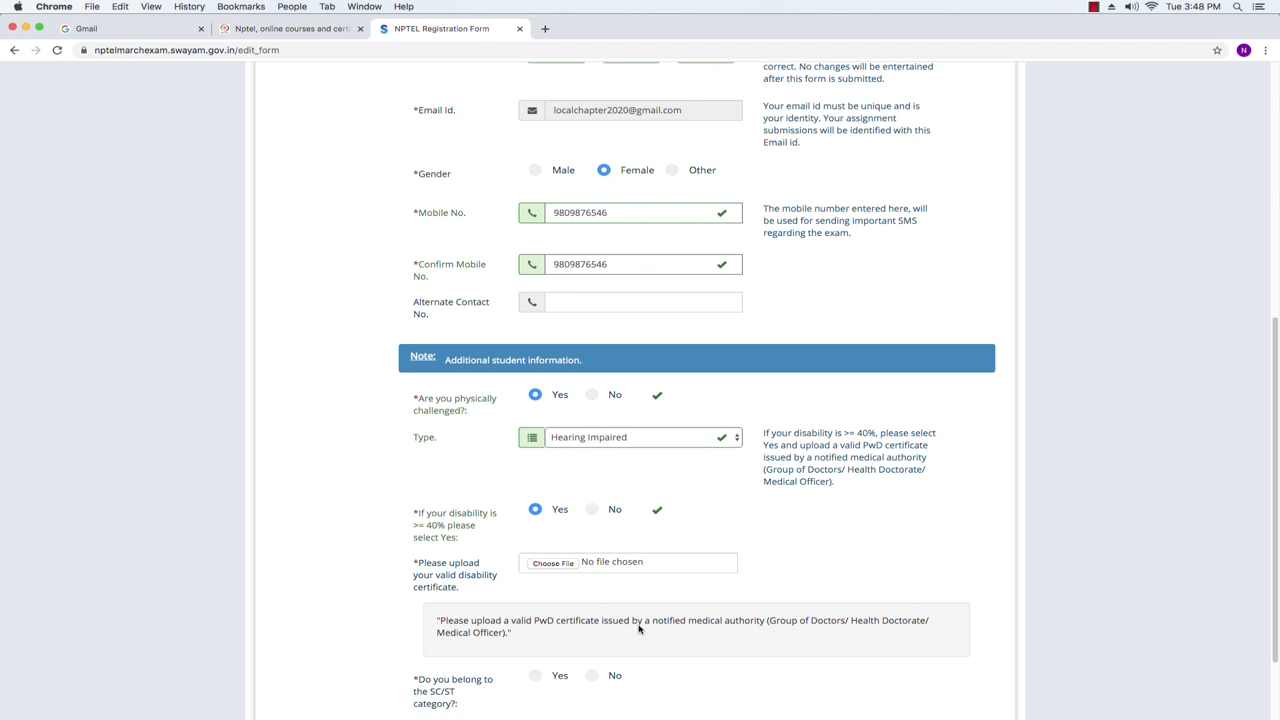 Chrome File Edit View History Bookmarks People Tab Window Help Tue 3:48 PM
Gmail × Nptel, online courses and certi × NPTEL Registration Form × +
nptelmarchexam.swayam.gov.in/edit_form N
correct. No changes will be entertained
after this form is submitted.
*Email Id. localchapter2020@gmail.com
Your email id must be unique and is
your identity. Your assignment
submissions will be identified with this
Email id.
*Gender Male Female Other
*Mobile No. 9809876546
The mobile number entered here, will
be used for sending important SMS
regarding the exam.
*Confirm Mobile
No.
9809876546
Alternate Contact
No.
Note: Additional student information.
*Are you physically
challenged?:
Yes No
Type. Hearing Impaired
If your disability is >= 40%, please select
Yes and upload a valid PwD certificate
issued by a notified medical authority
(Group of Doctors/ Health Doctorate/
Medical Officer).
*If your disability is
>= 40% please
select Yes:
Yes No
*Please upload
your valid disability
certificate.
Choose File No file chosen
"Please upload a valid PwD certificate issued by a notified medical authority (Group of Doctors/ Health Doctorate/
Medical Officer)."
*Do you belong to
the SC/ST
category?:
Yes No